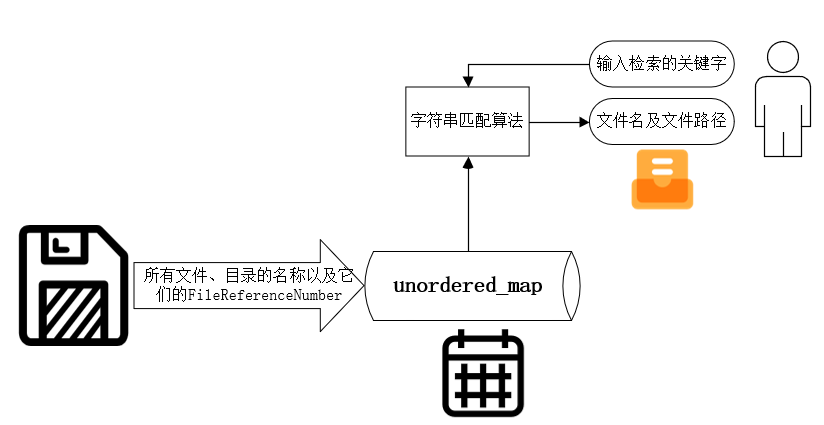 输入检索的关键字
字符串匹配算法
文件名及文件路径
所有文件、目录的名称以及它
们的FileReferenceNumber
unordered_map